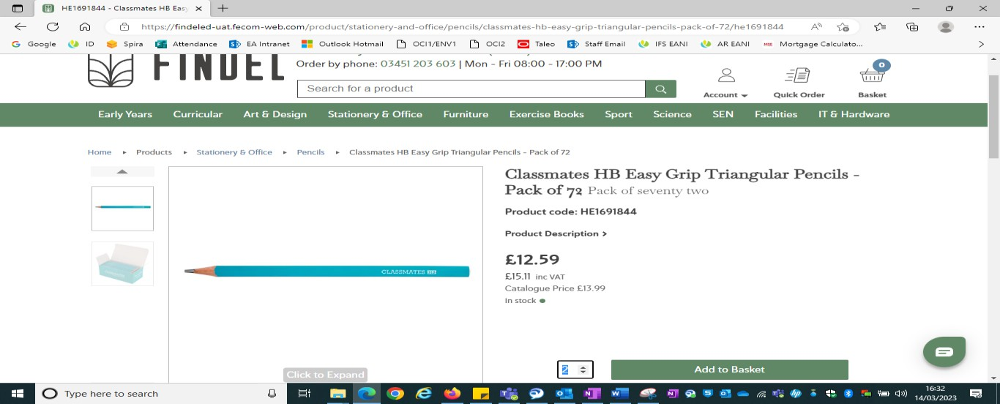 HE1691844 - Classmates HB Easy
https://findeled-uat.fecom-web.com/product/stationery-and-office/pencils/classmates-hb-easy-grip-triangular-pencils-pack-of-72/he1691844
Google ID Spira Attendance EA Intranet Outlook Hotmail OCI1/ENV1 OCI2 Taleo Staff Email IFS EANI AR EANI Mortgage Calculato...
FINDEL
Order by phone: 03451 203 603 | Mon - Fri 08:00 - 17:00 PM
Search for a product
0
Account Quick Order Basket
Early Years Curricular Art & Design Stationery & Office Furniture Exercise Books Sport Science SEN Facilities IT & Hardware
Home Products Stationery & Office Pencils Classmates HB Easy Grip Triangular Pencils - Pack of 72
Classmates HB Easy Grip Triangular Pencils -
Pack of 72 Pack of seventy two
Product code: HE1691844
Product Description >
£12.59
£15.11 inc VAT
Catalogue Price £13.99
In stock
CLASSMATES HB
Click to Expand
2
Add to Basket
Type here to search
16:32
14/03/2023